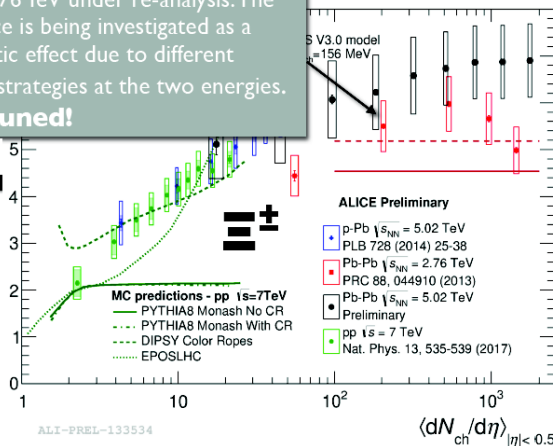 76 TeV under re-analysis. The
ce is being investigated as a
tic effect due to different
strategies at the two energies.
uned!
S V3.0 model
=156 MeV
5
4
3
2
1
0
Ξ±
ALICE Preliminary
p-Pb √sNN = 5.02 TeV
PLB 728 (2014) 25-38
Pb-Pb √sNN = 2.76 TeV
PRC 88, 044910 (2013)
Pb-Pb √sNN = 5.02 TeV
Preliminary
pp √s = 7 TeV
Nat. Phys. 13, 535-539 (2017)
MC predictions - pp √s=7TeV
PYTHIA8 Monash No CR
PYTHIA8 Monash With CR
DIPSY Color Ropes
EPOSLHC
1 10 10² 10³
⟨dNch/dη⟩|η|< 0.5
ALI-PREL-133534